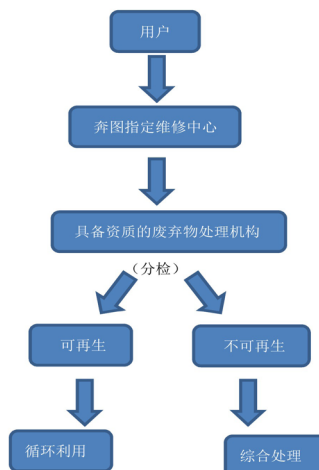 用户
奔图指定维修中心
具备资质的废弃物处理机构
（分检）
可再生
不可再生
循环利用
综合处理